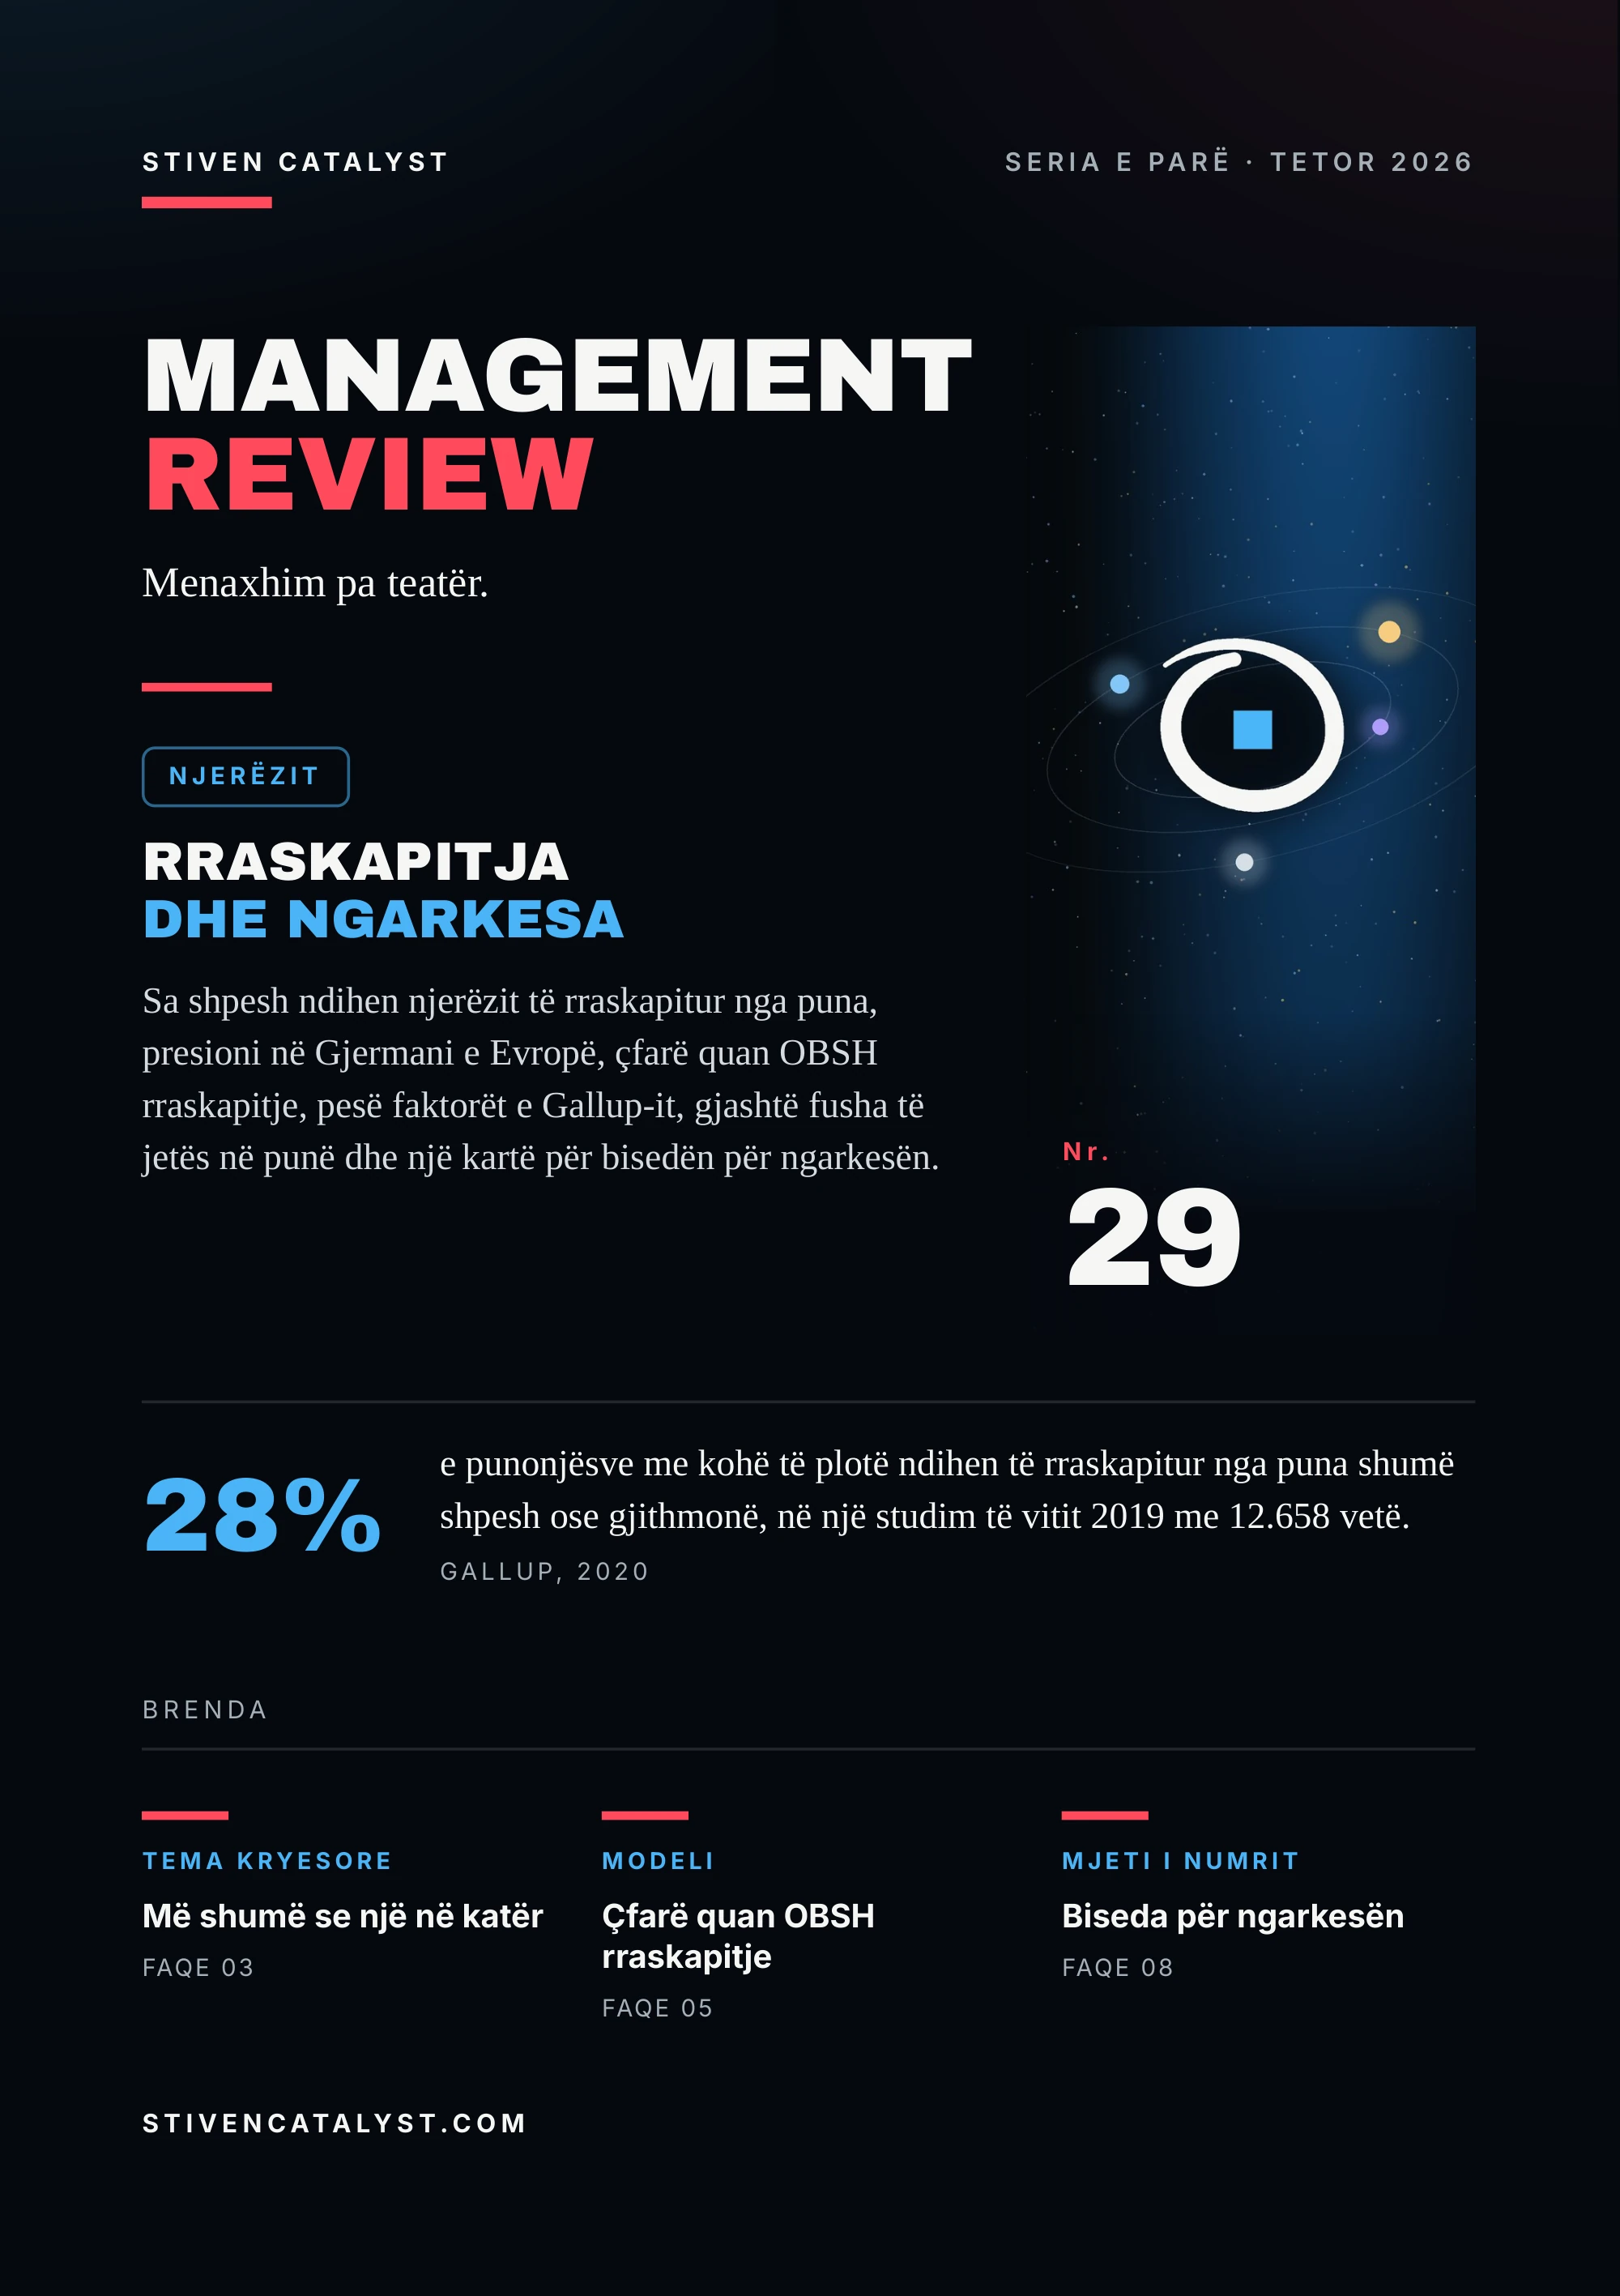 STIVEN CATALYST
SERIA E PARË · TETOR 2026
MANAGEMENT
REVIEW
Menaxhim pa teatër.
NJERËZIT
RRASKAPITJA
DHE NGARKESA
Sa shpesh ndihen njerëzit të rraskapitur nga puna,
presioni në Gjermani e Evropë, çfarë quan OBSH
rraskapitje, pesë faktorët e Gallup-it, gjashtë fusha të
jetës në punë dhe një kartë për bisedën për ngarkesën.
Nr.
29
28%
e punonjësve me kohë të plotë ndihen të rraskapitur nga puna shumë
shpesh ose gjithmonë, në një studim të vitit 2019 me 12.658 vetë.
GALLUP, 2020
BRENDA
TEMA KRYESORE
Më shumë se një në katër
FAQE 03
MODELI
Çfarë quan OBSH
rraskapitje
FAQE 05
MJETI I NUMRIT
Biseda për ngarkesën
FAQE 08
STIVENCATALYST.COM